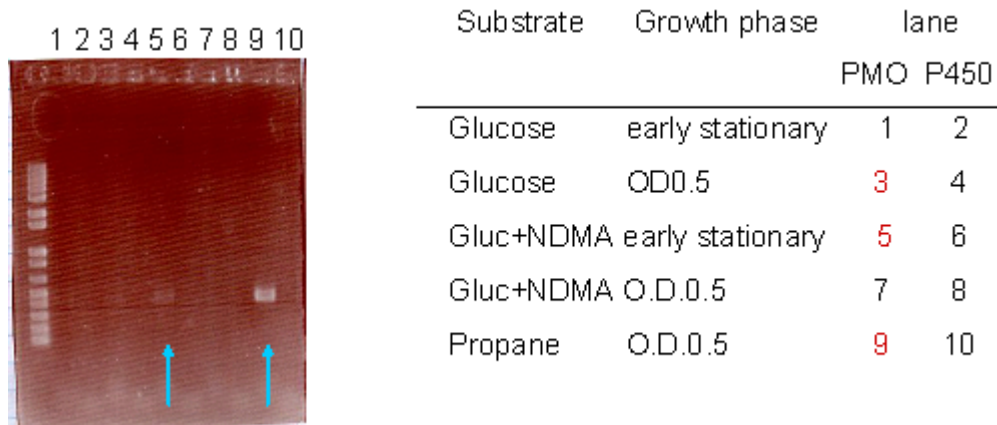 1 2 3 4 5 6 7 8 9 10
Substrate Growth phase lane
PMO P450
Glucose early stationary 1 2
Glucose OD0.5 3 4
Gluc+NDMA early stationary 5 6
Gluc+NDMA O.D.0.5 7 8
Propane O.D.0.5 9 10